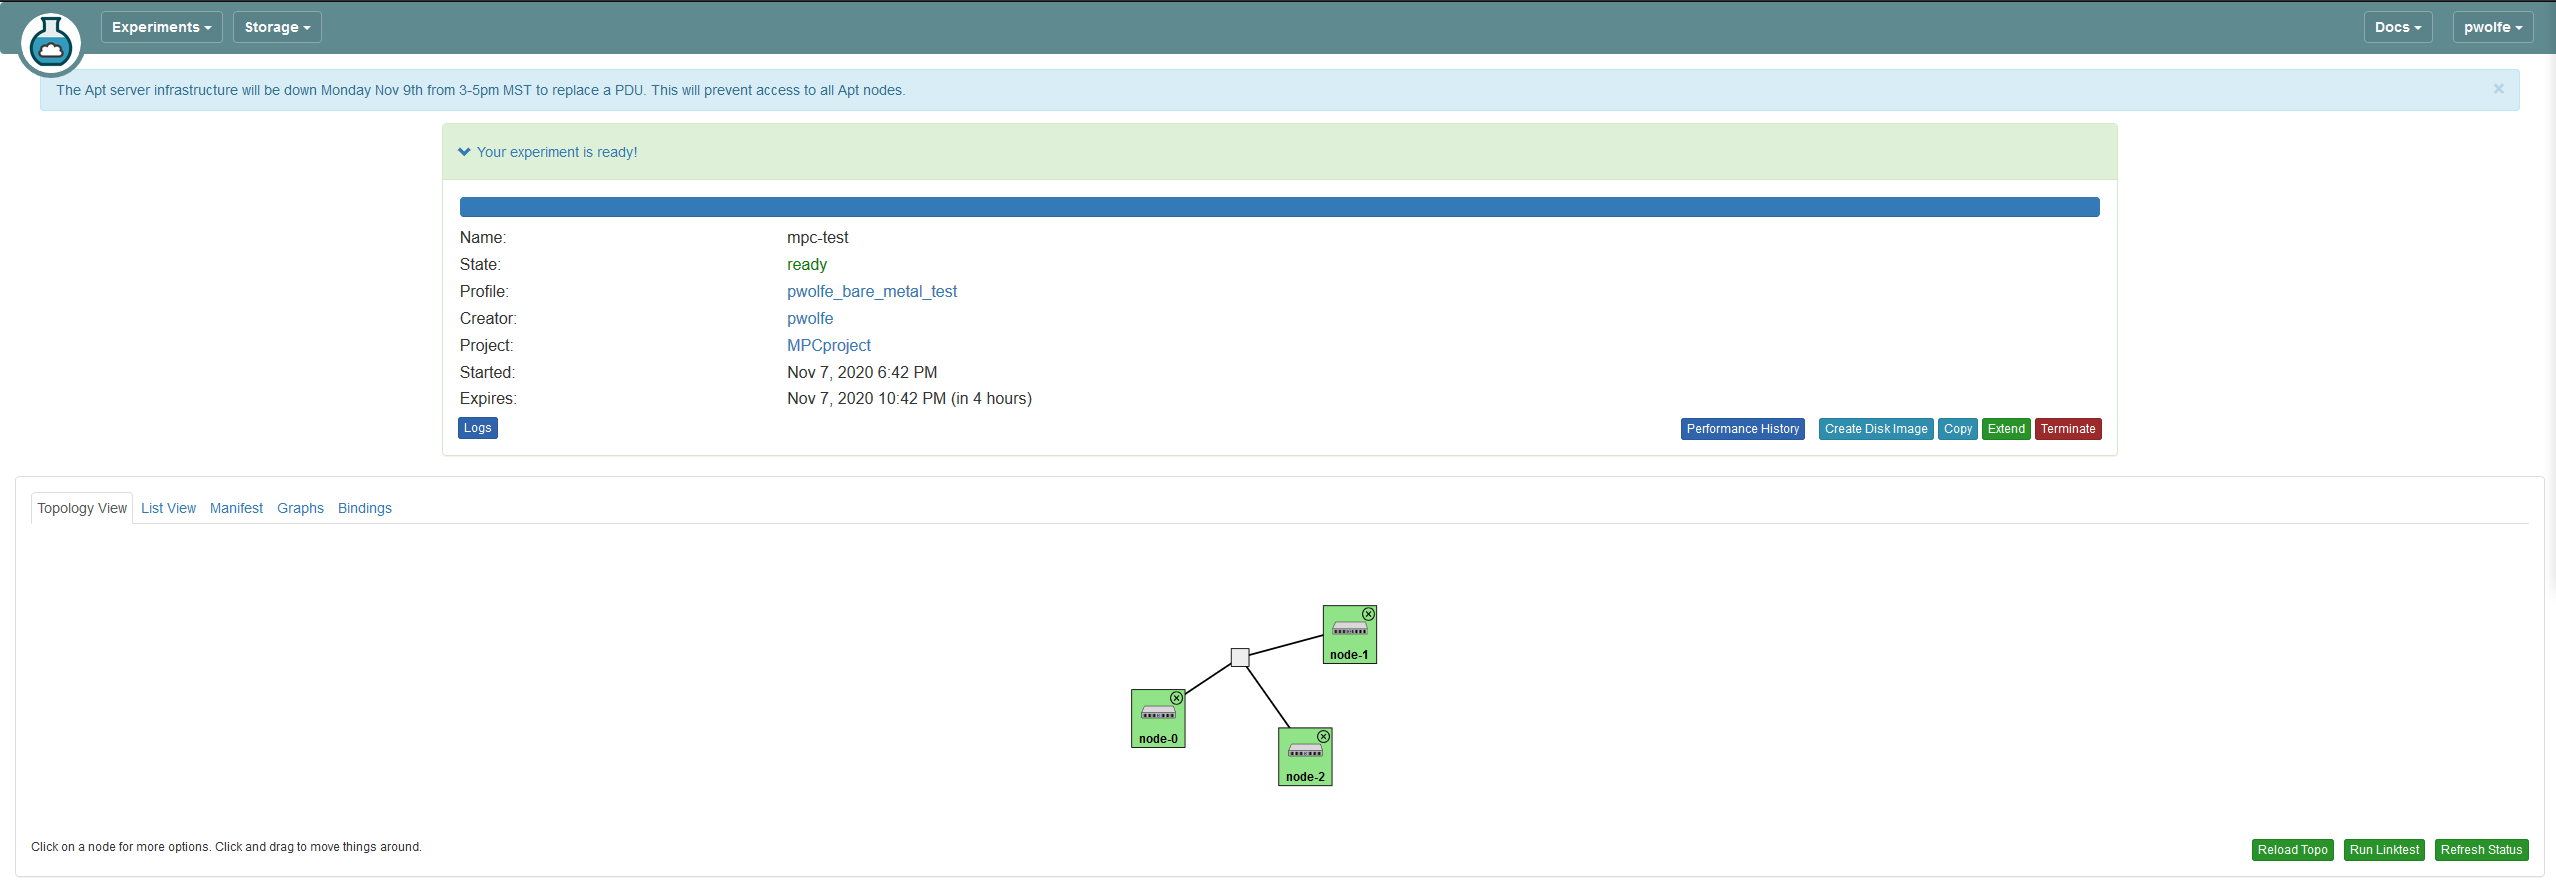 Experiments Storage Docs pwolfe
The Apt server infrastructure will be down Monday Nov 9th from 3-5pm MST to replace a PDU. This will prevent access to all Apt nodes.
Your experiment is ready!
Name: mpc-test
State: ready
Profile: pwolfe_bare_metal_test
Creator: pwolfe
Project: MPCproject
Started: Nov 7, 2020 6:42 PM
Expires: Nov 7, 2020 10:42 PM (in 4 hours)
Logs Performance History Create Disk Image Copy Extend Terminate
Topology View List View Manifest Graphs Bindings
node-1
node-0
node-2
Click on a node for more options. Click and drag to move things around.
Reload Topo Run Linktest Refresh Status